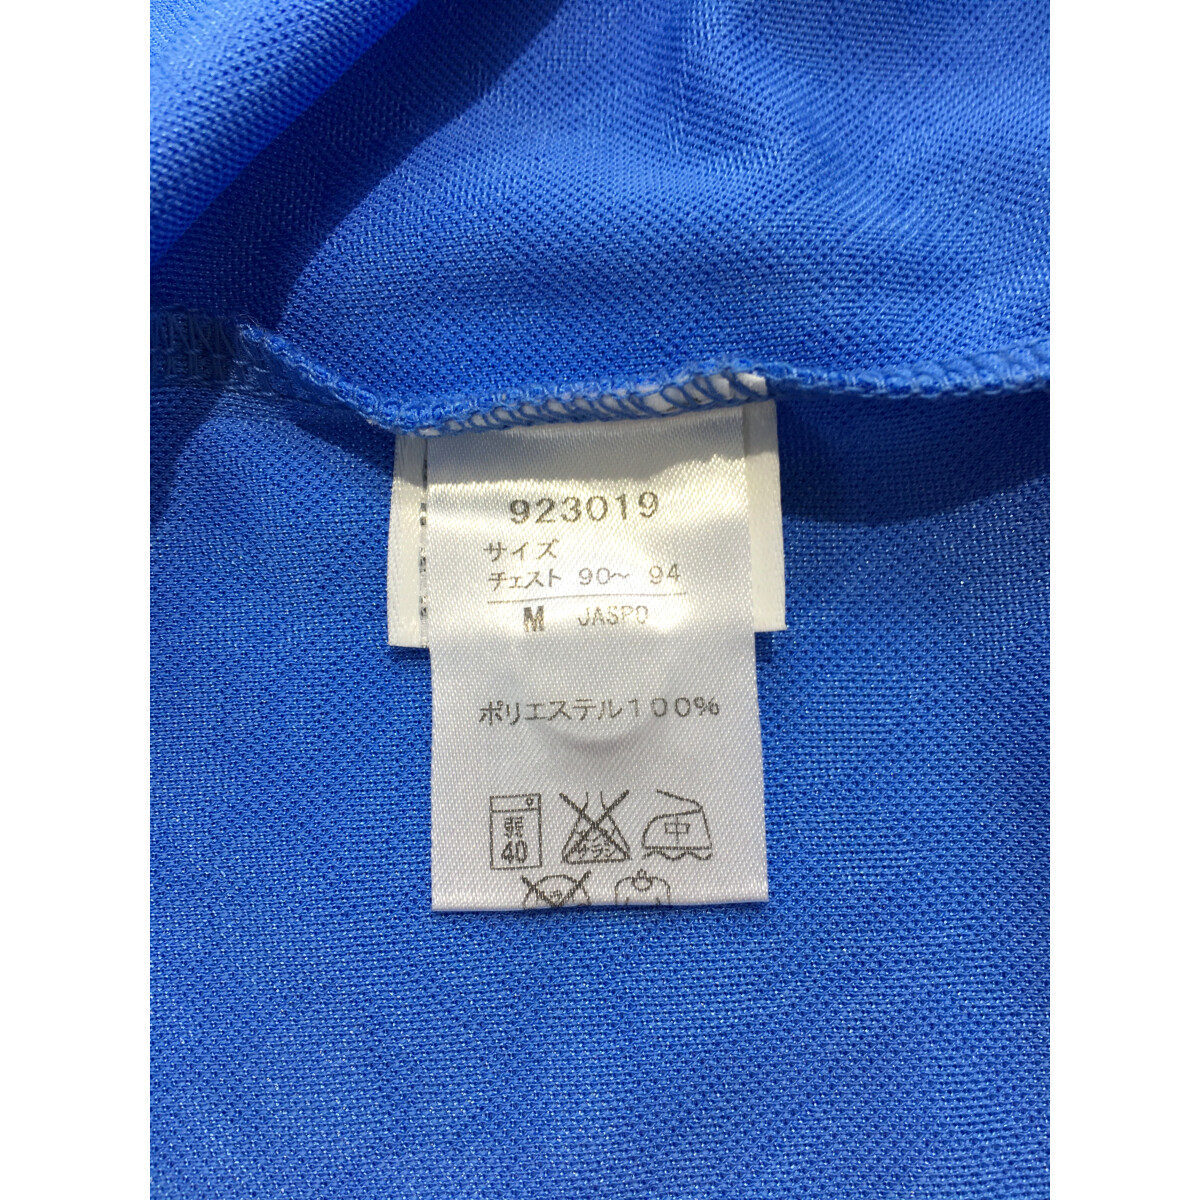 923019
サイズ
チェスト 90〜 94
M JASPO
ポリエステル100%
弱
40
中